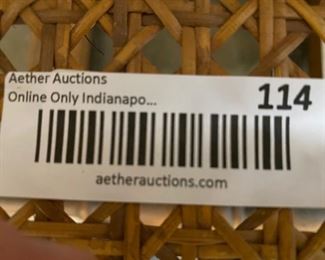 Aether Auctions
Online Only Indianapo...
114
aetherauctions.com